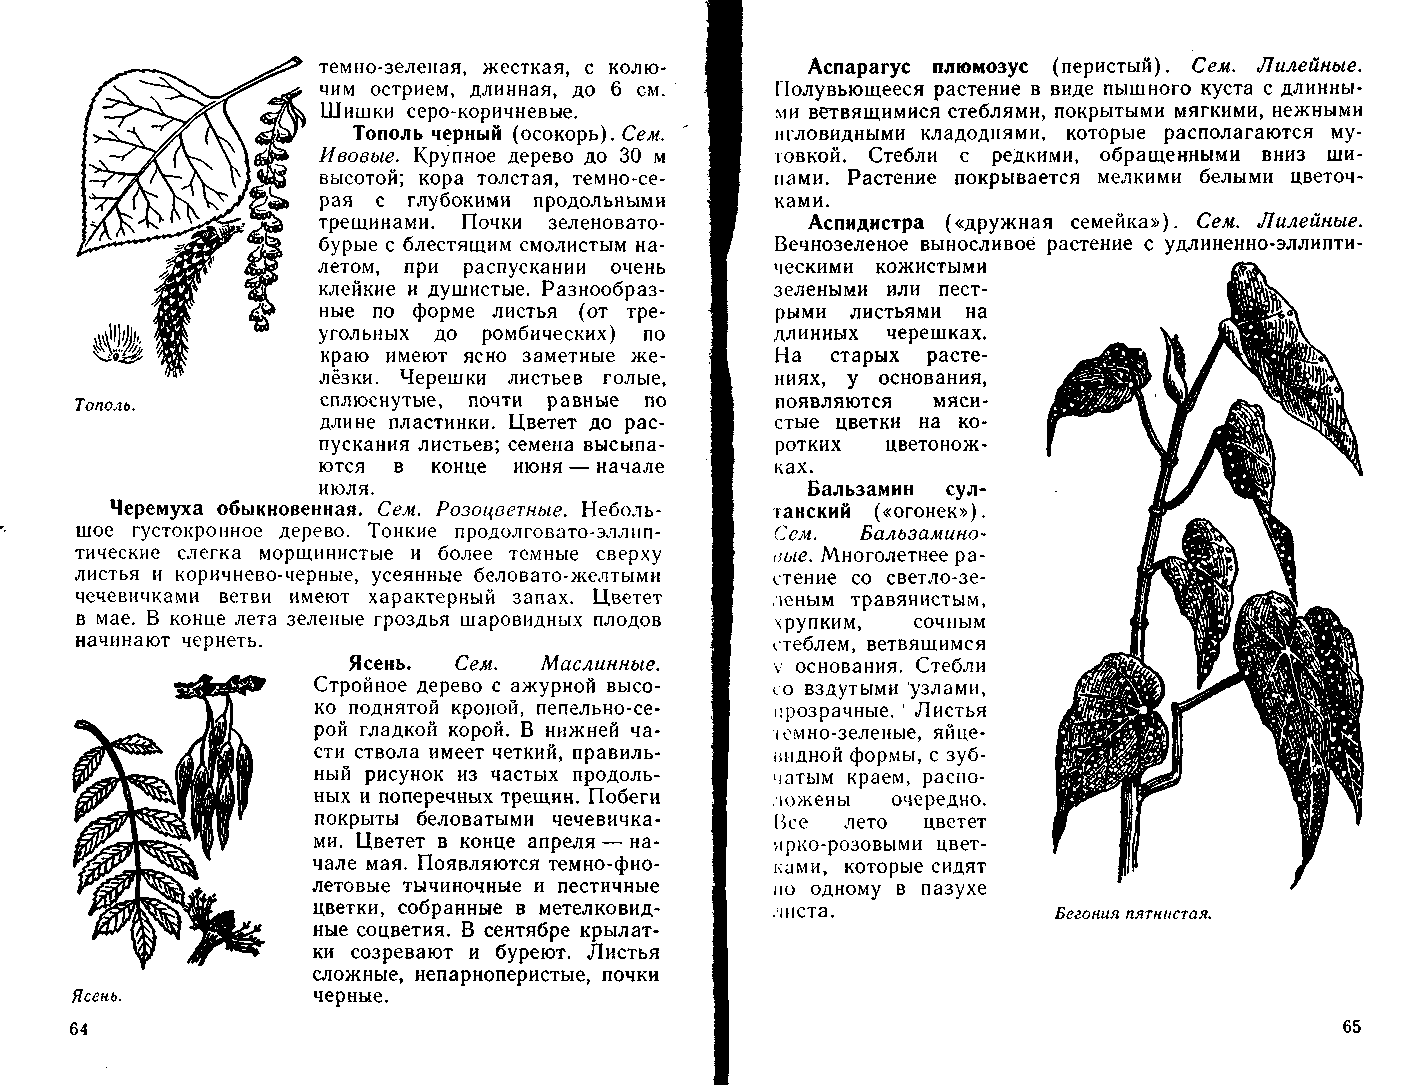 темно-зеленая, жесткая, с колю-
чим острием, длинная, до 6 см.
Шишки серо-коричневые.
Тополь черный (осокорь). Сем.
Ивовые. Крупное дерево до 30 м
высотой; кора толстая, темно-се-
рая с глубокими продольными
трещинами. Почки зеленовато-
бурые с блестящим смолистым на-
летом, при распускании очень
клейкие и душистые. Разнообраз-
ные по форме листья (от тре-
угольных до ромбических) по
краю имеют ясно заметные же-
лёзки. Черешки листьев голые,
сплюснутые, почти равные по
длине пластинки. Цветет до рас-
пускания листьев; семена высыпа-
ются в конце июня — начале
июля.
Тополь.
Черемуха обыкновенная. Сем. Розоцветные. Неболь-
шое густокронное дерево. Тонкие продолговато-эллип-
тические слегка морщинистые и более темные сверху
листья и коричнево-черные, усеянные беловато-желтыми
чечевичками ветви имеют характерный запах. Цветет
в мае. В конце лета зеленые гроздья шаровидных плодов
начинают чернеть.
Ясень. Сем. Маслинные.
Стройное дерево с ажурной высо-
ко поднятой кроной, пепельно-се-
рой гладкой корой. В нижней ча-
сти ствола имеет четкий, правиль-
ный рисунок из частых продоль-
ных и поперечных трещин. Побеги
покрыты беловатыми чечевичка-
ми. Цветет в конце апреля — на-
чале мая. Появляются темно-фио-
летовые тычиночные и пестичные
цветки, собранные в метелковид-
ные соцветия. В сентябре крылат-
ки созревают и буреют. Листья
сложные, непарноперистые, почки
черные.
Ясень.
64
Аспарагус плюмозус (перистый). Сем. Лилейные.
Полувьющееся растение в виде пышного куста с длинны-
ми ветвящимися стеблями, покрытыми мягкими, нежными
игловидными кладодиями, которые располагаются му-
товкой. Стебли с редкими, обращенными вниз ши-
пами. Растение покрывается мелкими белыми цветоч-
ками.
Аспидистра («дружная семейка»). Сем. Лилейные.
Вечнозеленое выносливое растение с удлиненно-эллипти-
ческими кожистыми
зелеными или пест-
рыми листьями на
длинных черешках.
На старых расте-
ниях, у основания,
появляются мяси-
стые цветки на ко-
ротких цветонож-
ках.
Бальзамин сул-
танский («огонек»).
Сем. Бальзамино-
вые. Многолетнее ра-
стение со светло-зе-
леным травянистым,
хрупким, сочным
стеблем, ветвящимся
у основания. Стебли
со вздутыми узлами,
прозрачные. Листья
темно-зеленые, яйце-
видной формы, с зуб-
чатым краем, распо-
ложены очередно.
Все лето цветет
ярко-розовыми цвет-
ками, которые сидят
по одному в пазухе
листа.
Бегония пятнистая.
65